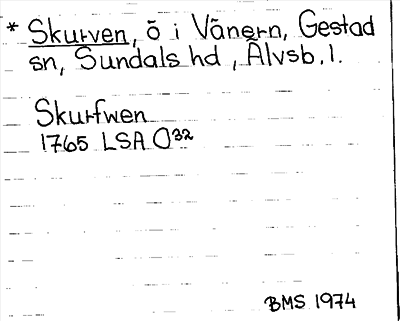 * Skurven, ö i Vänern, Gestad
sn, Sundals hd, Älvsb. l.
Skurfwen
1765 LSA O32
BMS 1974